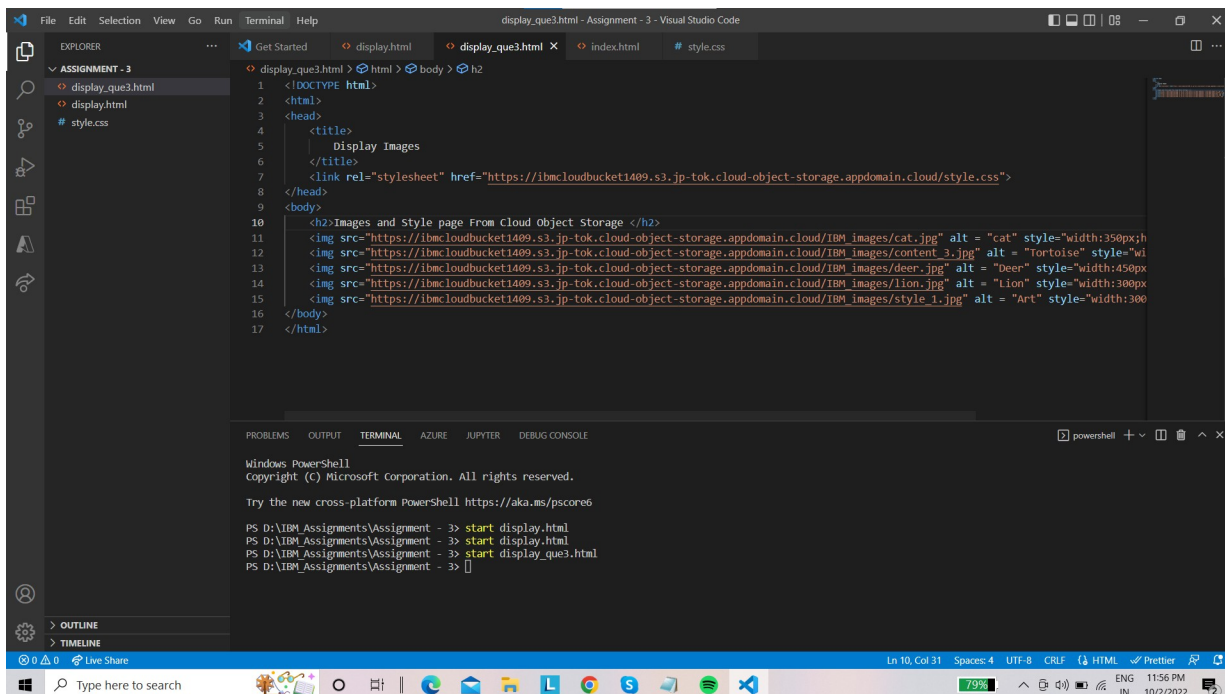 File Edit Selection View Go Run Terminal Help
display_que3.html - Assignment - 3 - Visual Studio Code
EXPLORER
ASSIGNMENT - 3
display_que3.html
display.html
# style.css
OUTLINE
TIMELINE
Get Started display.html display_que3.html index.html # style.css
display_que3.html > html > body > h2
1 <!DOCTYPE html>
2 <html>
3 <head>
4 <title>
5 Display Images
6 </title>
7 <link rel="stylesheet" href="https://ibmcloudbucket1409.s3.jp-tok.cloud-object-storage.appdomain.cloud/style.css">
8 </head>
9 <body>
10 <h2>Images and Style page From Cloud Object Storage </h2>
11 <img src="https://ibmcloudbucket1409.s3.jp-tok.cloud-object-storage.appdomain.cloud/IBM_images/cat.jpg" alt = "cat" style="width:350px;h
12 <img src="https://ibmcloudbucket1409.s3.jp-tok.cloud-object-storage.appdomain.cloud/IBM_images/content_3.jpg" alt = "Tortoise" style="wi
13 <img src="https://ibmcloudbucket1409.s3.jp-tok.cloud-object-storage.appdomain.cloud/IBM_images/deer.jpg" alt = "Deer" style="width:450px
14 <img src="https://ibmcloudbucket1409.s3.jp-tok.cloud-object-storage.appdomain.cloud/IBM_images/lion.jpg" alt = "Lion" style="width:300px
15 <img src="https://ibmcloudbucket1409.s3.jp-tok.cloud-object-storage.appdomain.cloud/IBM_images/style_1.jpg" alt = "Art" style="width:300
16 </body>
17 </html>
PROBLEMS OUTPUT TERMINAL AZURE JUPYTER DEBUG CONSOLE
powershell
Windows PowerShell
Copyright (C) Microsoft Corporation. All rights reserved.
Try the new cross-platform PowerShell https://aka.ms/pscore6
PS D:\IBM_Assignments\Assignment - 3> start display.html
PS D:\IBM_Assignments\Assignment - 3> start display.html
PS D:\IBM_Assignments\Assignment - 3> start display_que3.html
PS D:\IBM_Assignments\Assignment - 3>
0 0 Live Share
Ln 10, Col 31 Spaces: 4 UTF-8 CRLF HTML Prettier
Type here to search
79%
ENG
IN
11:56 PM
10/2/2022